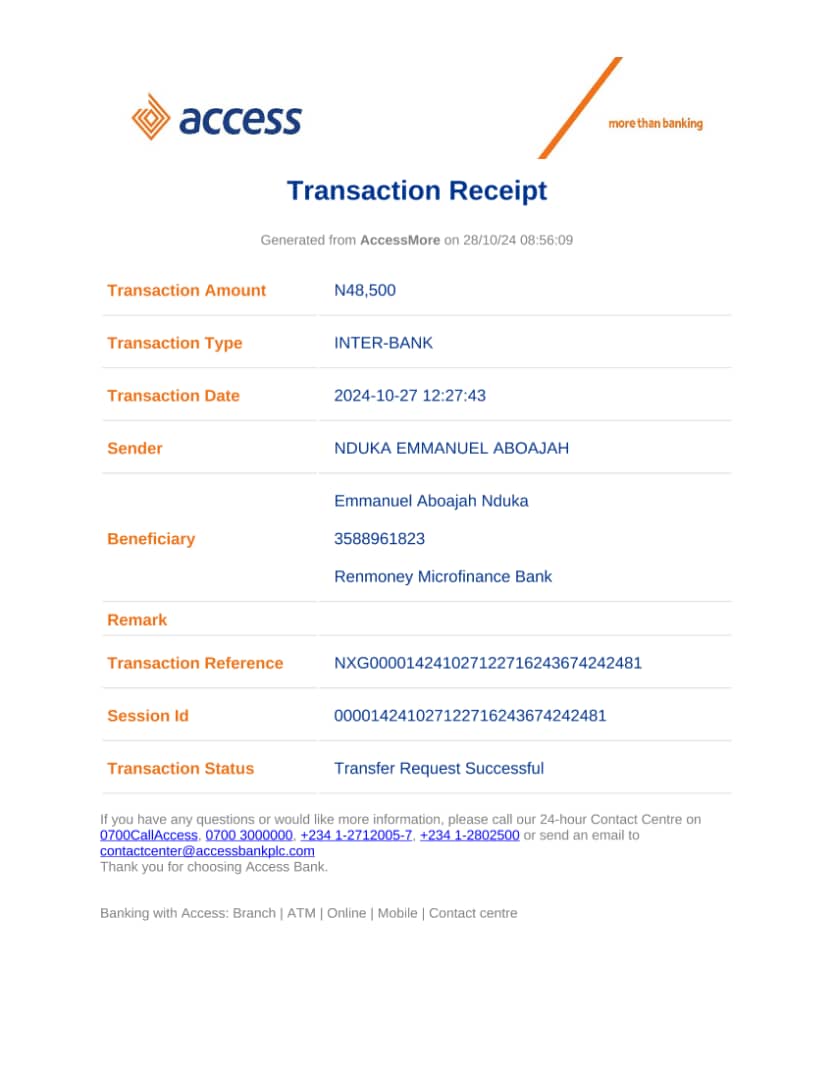 access
more than banking
Transaction Receipt
Generated from AccessMore on 28/10/24 08:56:09
Transaction Amount N48,500
Transaction Type INTER-BANK
Transaction Date 2024-10-27 12:27:43
Sender NDUKA EMMANUEL ABOAJAH
Emmanuel Aboajah Nduka
Beneficiary 3588961823
Renmoney Microfinance Bank
Remark
Transaction Reference NXG000014241027122716243674242481
Session Id 000014241027122716243674242481
Transaction Status Transfer Request Successful
If you have any questions or would like more information, please call our 24-hour Contact Centre on
0700CallAccess, 0700 3000000, +234 1-2712005-7, +234 1-2802500 or send an email to
contactcenter@accessbankplc.com
Thank you for choosing Access Bank.
Banking with Access: Branch | ATM | Online | Mobile | Contact centre